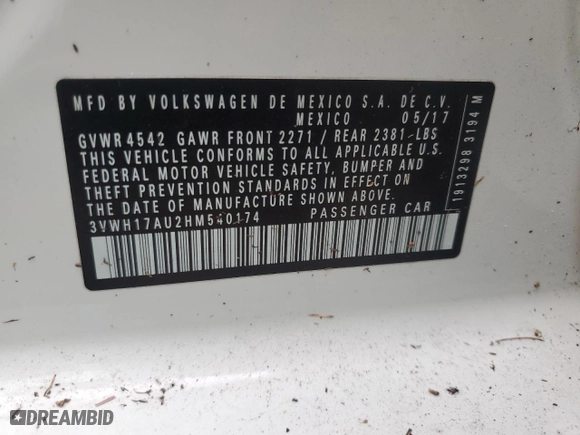 MFD BY VOLKSWAGEN DE MEXICO S.A. DE C.V.
MEXICO 05/17
GVWR 4542 GAWR FRONT 2271 / REAR 2381-LBS
THIS VEHICLE CONFORMS TO ALL APPLICABLE U.S.
FEDERAL MOTOR VEHICLE SAFETY, BUMPER AND
THEFT PREVENTION STANDARDS IN EFFECT ON
THE DATE OF MANUFACTURE SHOWN ABOVE.
3VWH17AU2HM540174 PASSENGER CAR
1913298 3194 M
DREAMBID